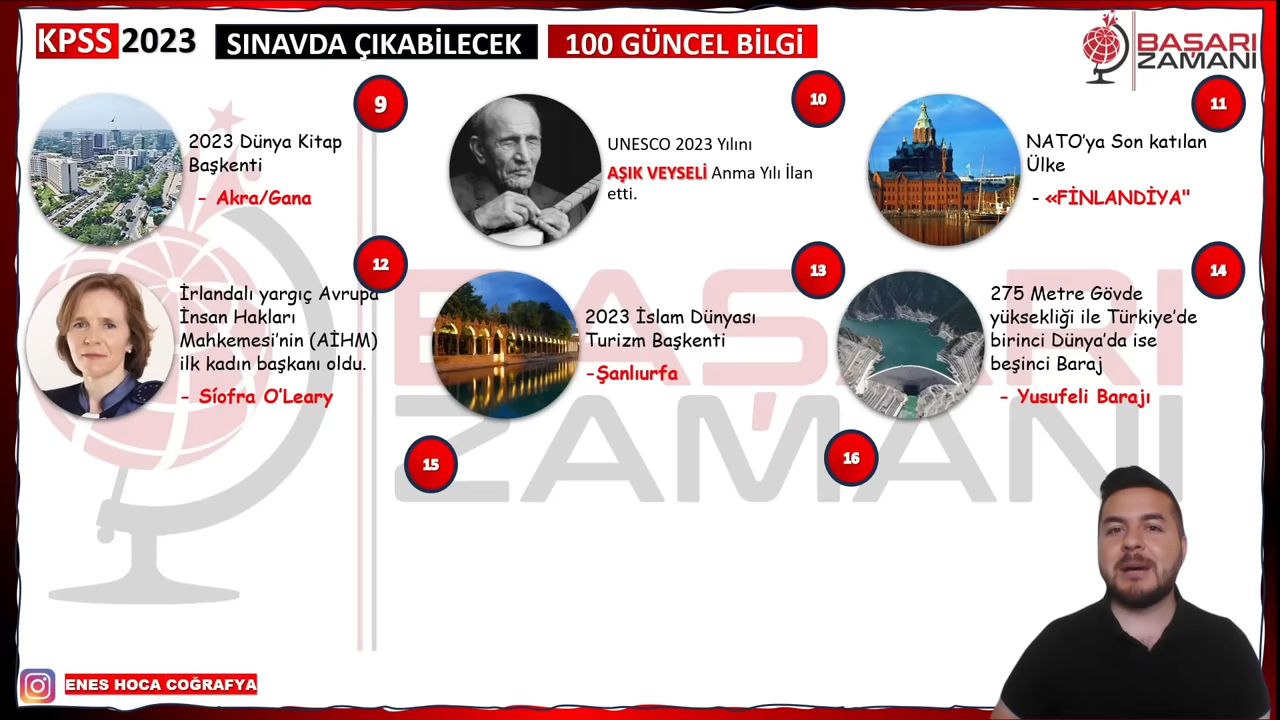 KPSS 2023 SINAVDA ÇIKABİLECEK 100 GÜNCEL BİLGİ
BAŞARI
ZAMANI
9
2023 Dünya Kitap
Başkenti
- Akra/Gana
10
UNESCO 2023 Yılını
AŞIK VEYSELİ Anma Yılı İlan
etti.
11
NATO'ya Son katılan
Ülke
- «FİNLANDİYA"
12
İrlandalı yargıç Avrupa
İnsan Hakları
Mahkemesi'nin (AİHM)
ilk kadın başkanı oldu.
- Síofra O'Leary
13
2023 İslam Dünyası
Turizm Başkenti
-Şanlıurfa
14
275 Metre Gövde
yüksekliği ile Türkiye'de
birinci Dünya'da ise
beşinci Baraj
- Yusufeli Barajı
15
16
BAŞARI
ZAMANI
ENES HOCA COĞRAFYA